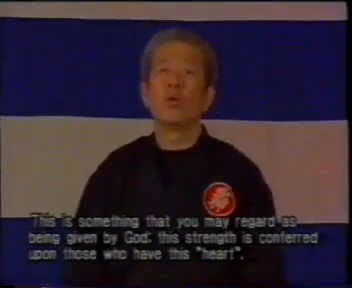 This is something that you may regard as
being given by God; this strength is conferred
upon those who have this "heart".